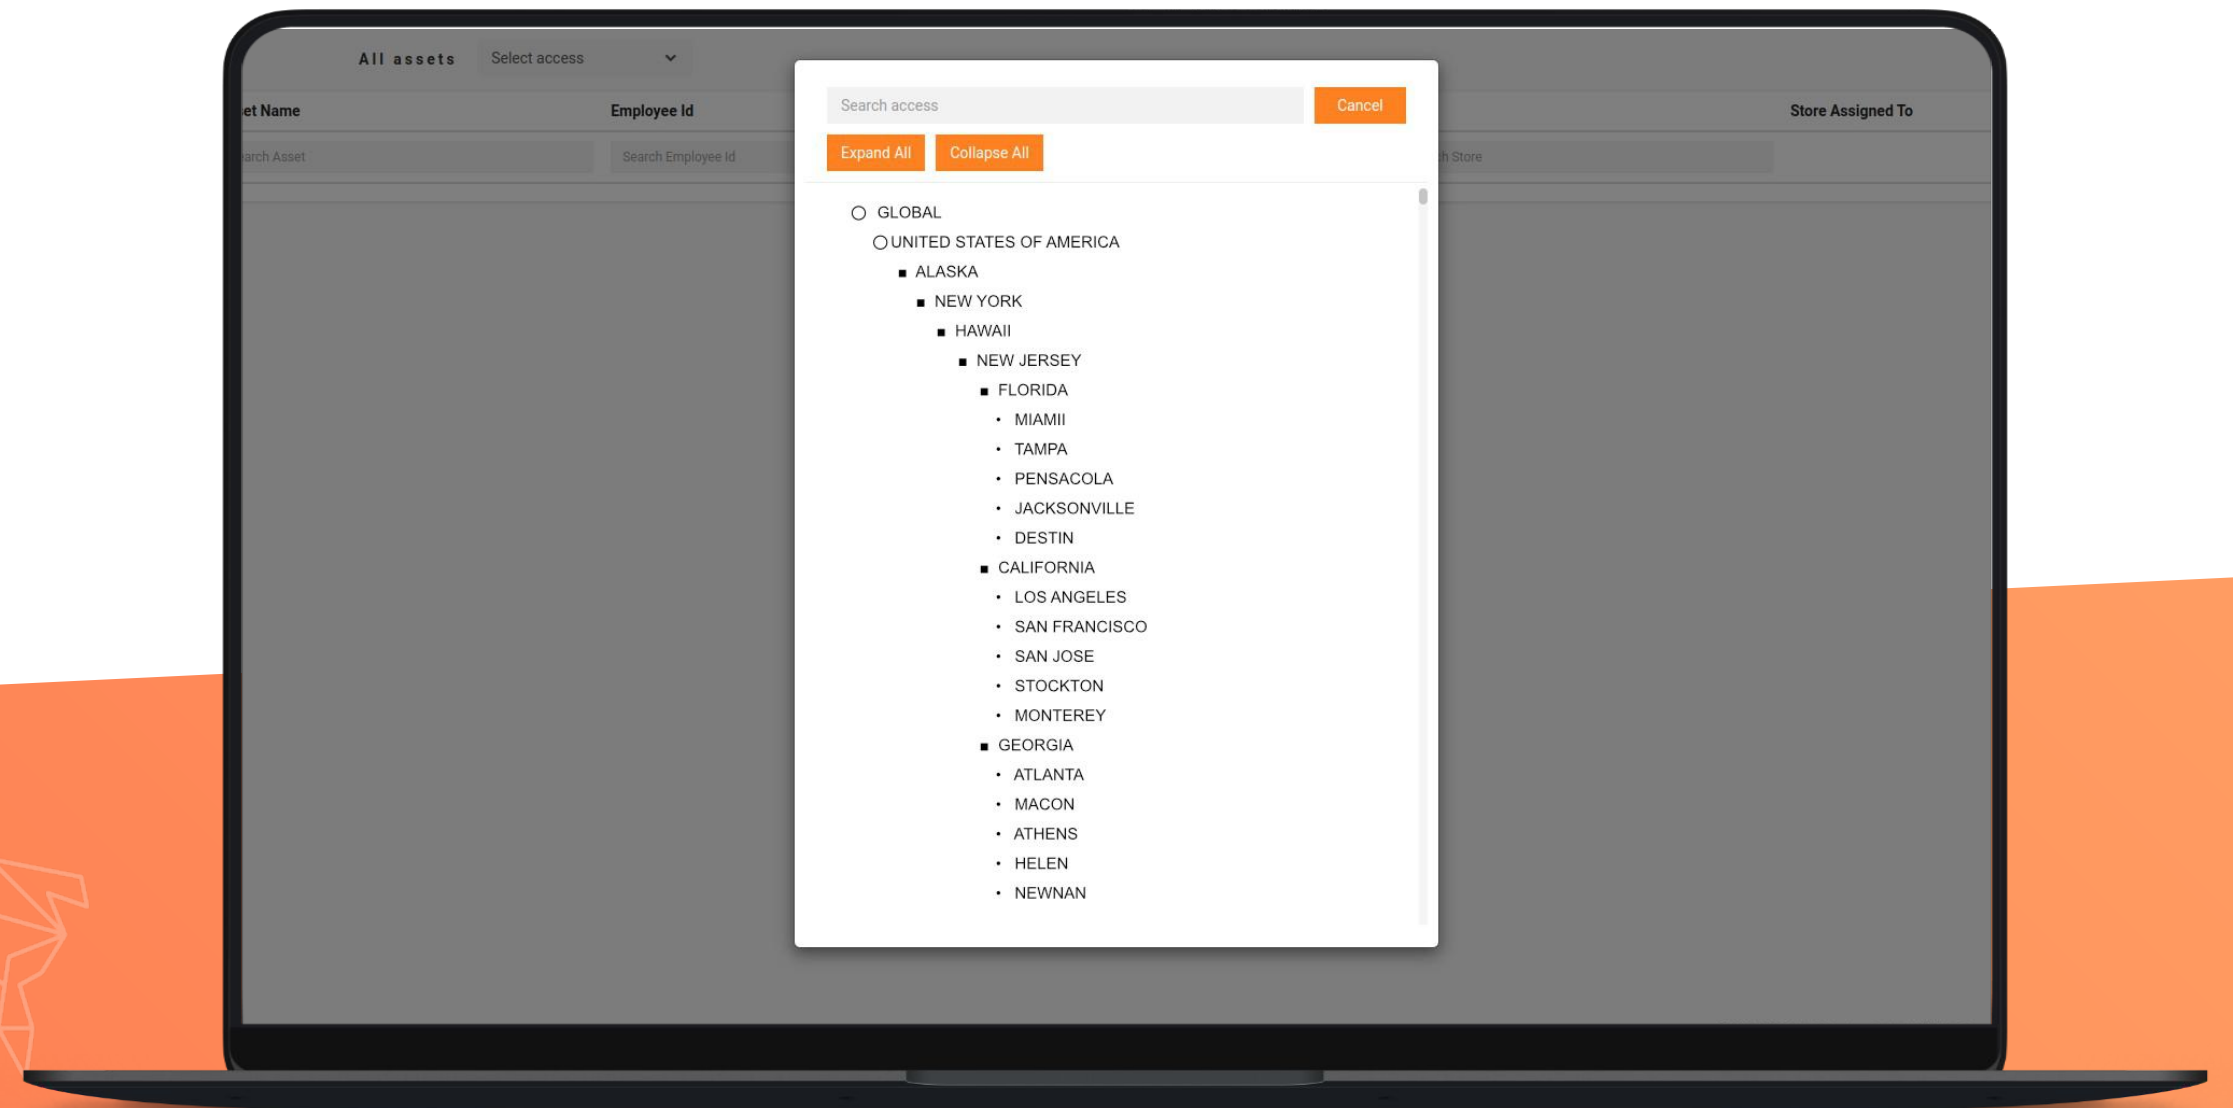 All assets Select access
et Name Employee Id Store Assigned To
arch Asset Search Employee Id h Store
Search access Cancel
Expand All Collapse All
GLOBAL
UNITED STATES OF AMERICA
ALASKA
NEW YORK
HAWAII
NEW JERSEY
FLORIDA
MIAMII
TAMPA
PENSACOLA
JACKSONVILLE
DESTIN
CALIFORNIA
LOS ANGELES
SAN FRANCISCO
SAN JOSE
STOCKTON
MONTEREY
GEORGIA
ATLANTA
MACON
ATHENS
HELEN
NEWNAN